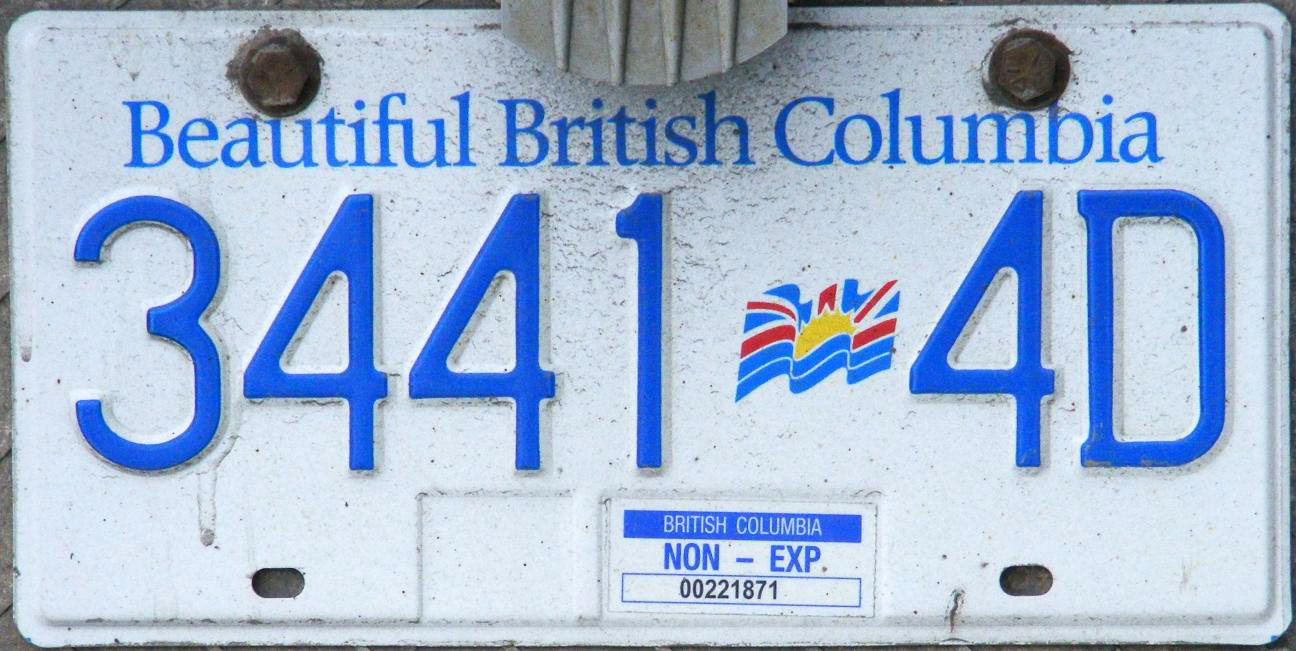 Beautiful British Columbia
3441 4D
BRITISH COLUMBIA
NON – EXP.
00221871